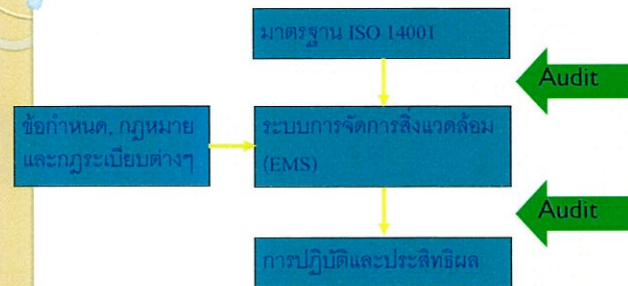 มาตรฐาน ISO 14001
Audit
ข้อกำหนด, กฎหมาย
และกฎระเบียบต่างๆ
ระบบการจัดการสิ่งแวดล้อม
(EMS)
Audit
การปฏิบัติและประสิทธิผล